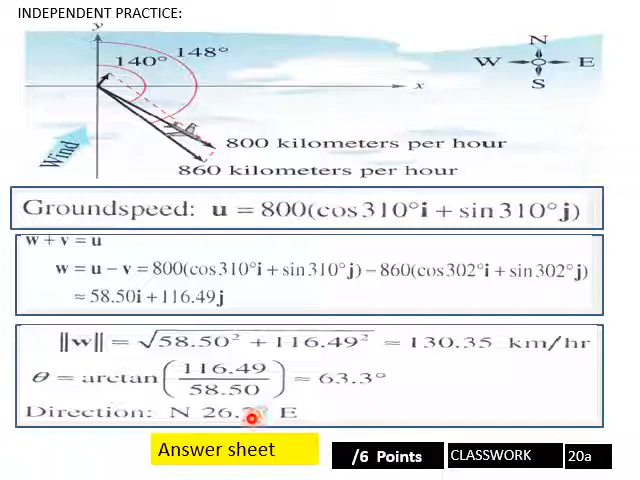 INDEPENDENT PRACTICE:
y
148°
140°
N
W E
S
x
Wind
800 kilometers per hour
860 kilometers per hour
Groundspeed: u = 800(cos 310°i + sin 310°j)
w + v = u
w = u − v = 800(cos 310°i + sin 310°j) − 860(cos 302°i + sin 302°j)
≈ 58.50i + 116.49j
||w|| = √58.50² + 116.49² ≈ 130.35 km/hr
θ = arctan(116.49/58.50) ≈ 63.3°
Direction: N 26. E
Answer sheet
/6 Points
CLASSWORK
20a